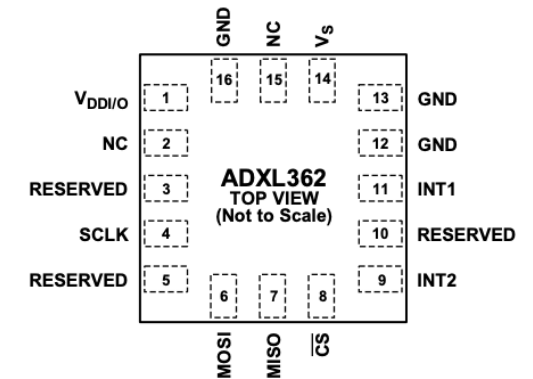 GND NC VS
16 15 14
VDDI/O 1 13 GND
NC 2 12 GND
RESERVED 3 11 INT1
ADXL362
TOP VIEW
(Not to Scale)
SCLK 4 10 RESERVED
RESERVED 5 9 INT2
6 7 8
MOSI MISO C̅S̅